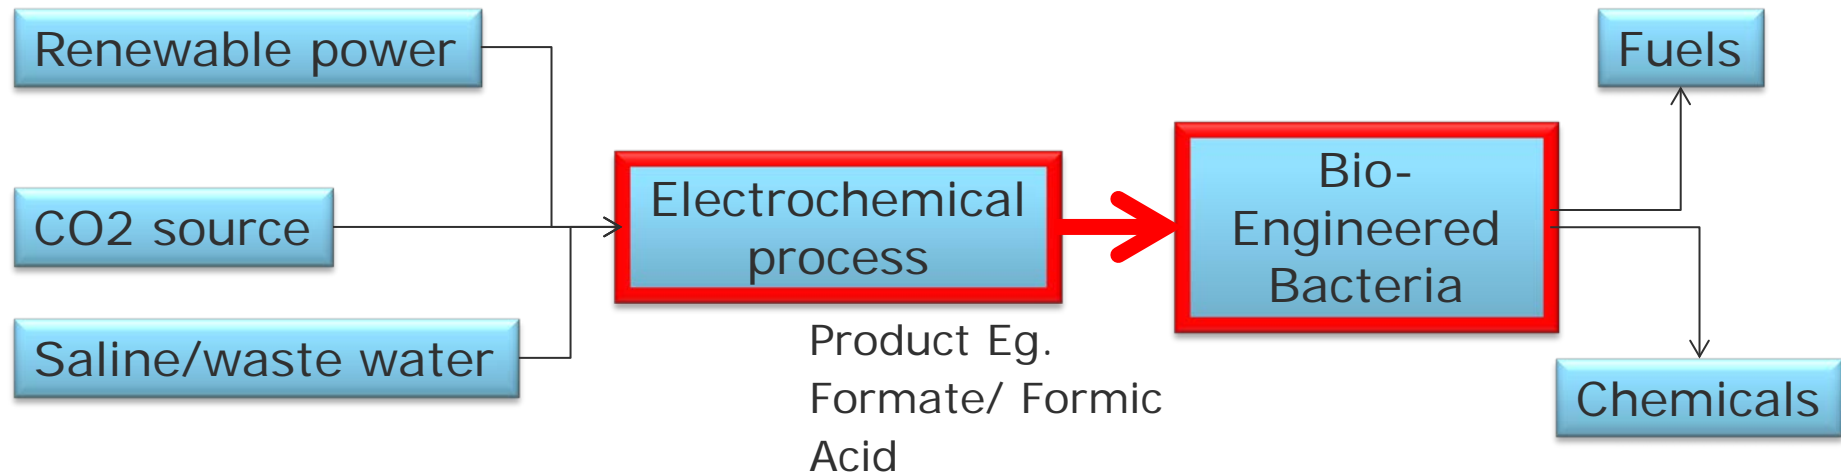 Renewable power
CO2 source
Saline/waste water
Electrochemical
process
Product Eg.
Formate/ Formic
Acid
Bio-
Engineered
Bacteria
Fuels
Chemicals